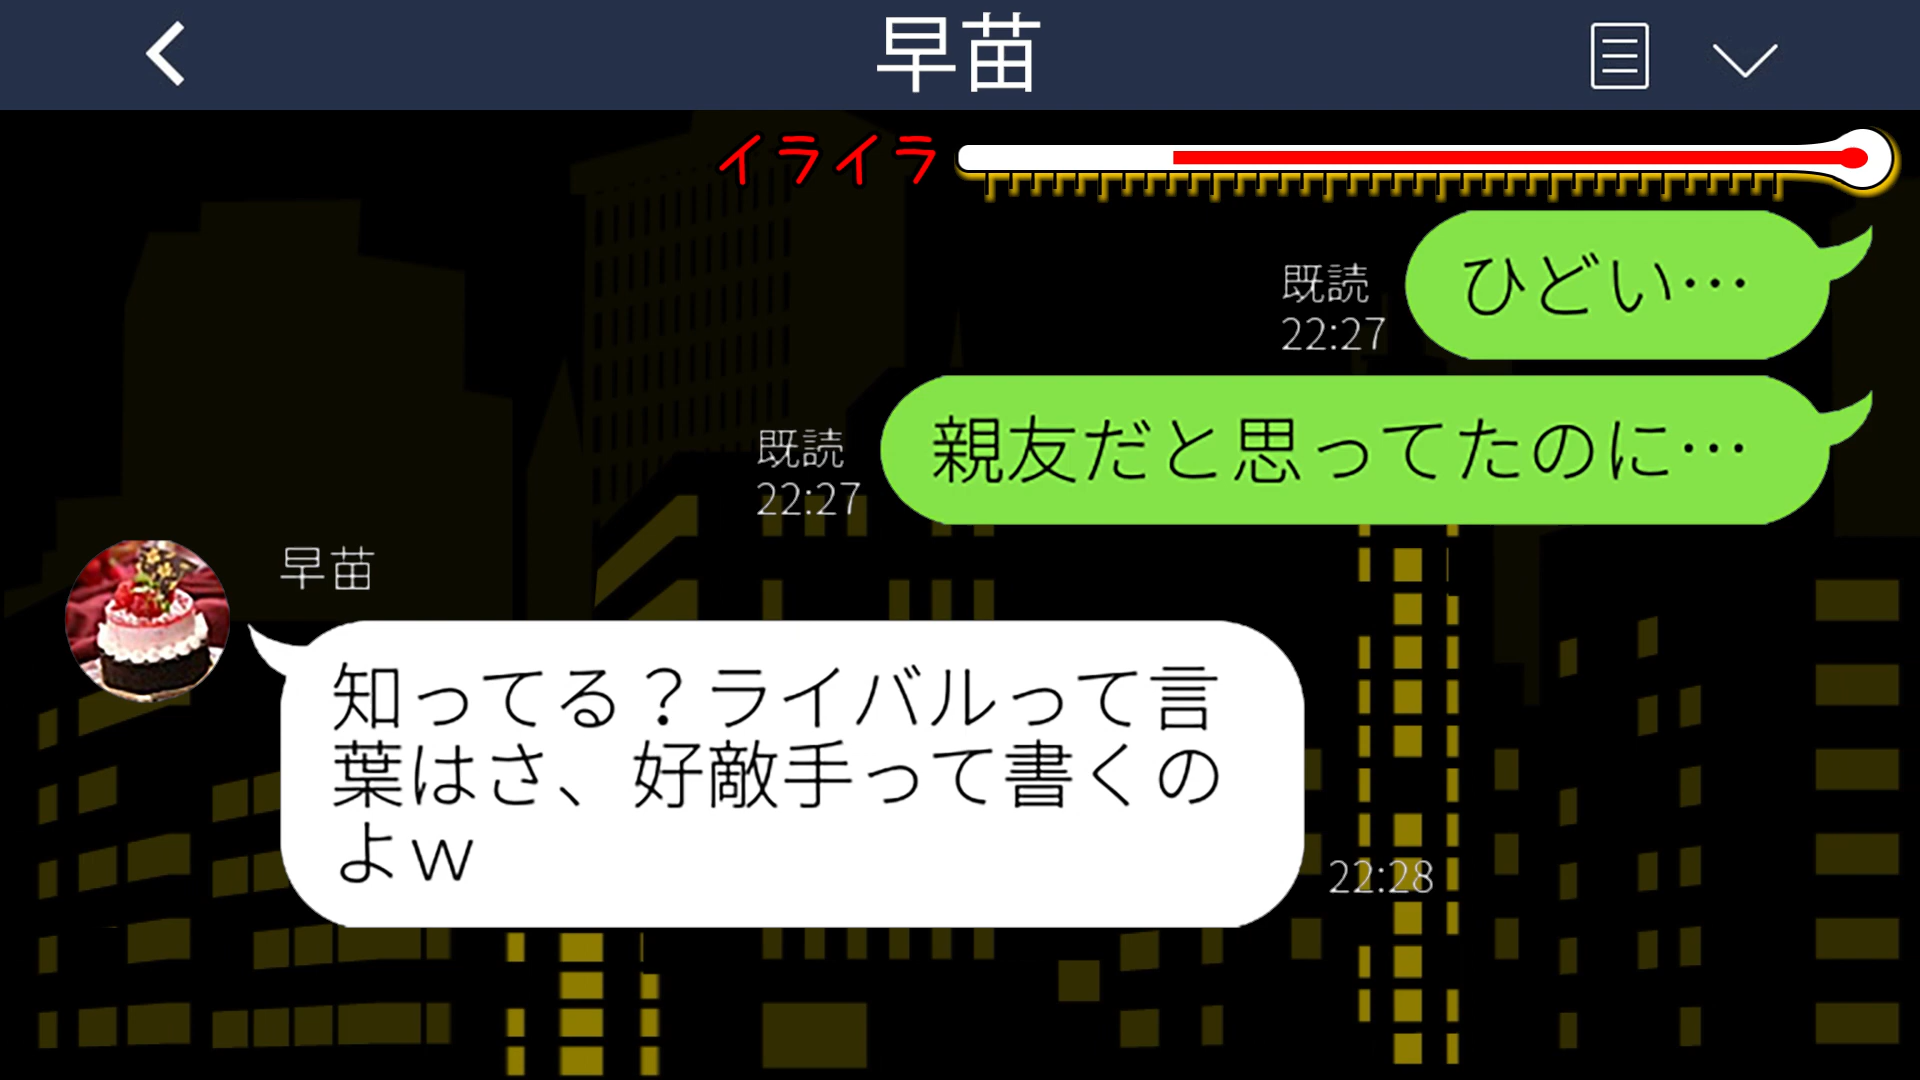 早苗
イライラ
ひどい…
既読
22:27
親友だと思ってたのに…
既読
22:27
早苗
知ってる？ライバルって言
葉はさ、好敵手って書くの
よｗ
22:28